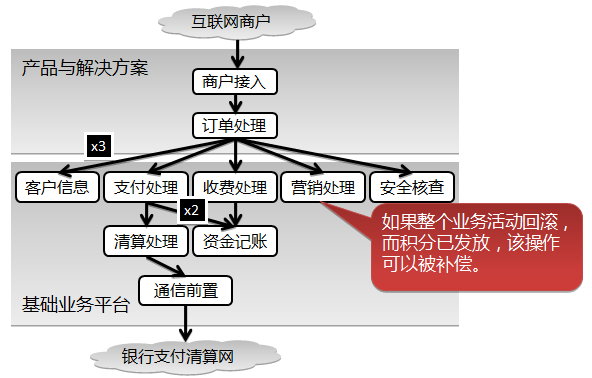 互联网商户
产品与解决方案
商户接入
订单处理
x3
客户信息
支付处理
收费处理
营销处理
安全核查
x2
如果整个业务活动回滚，
而积分已发放，该操作
可以被补偿。
清算处理
资金记账
通信前置
基础业务平台
银行支付清算网